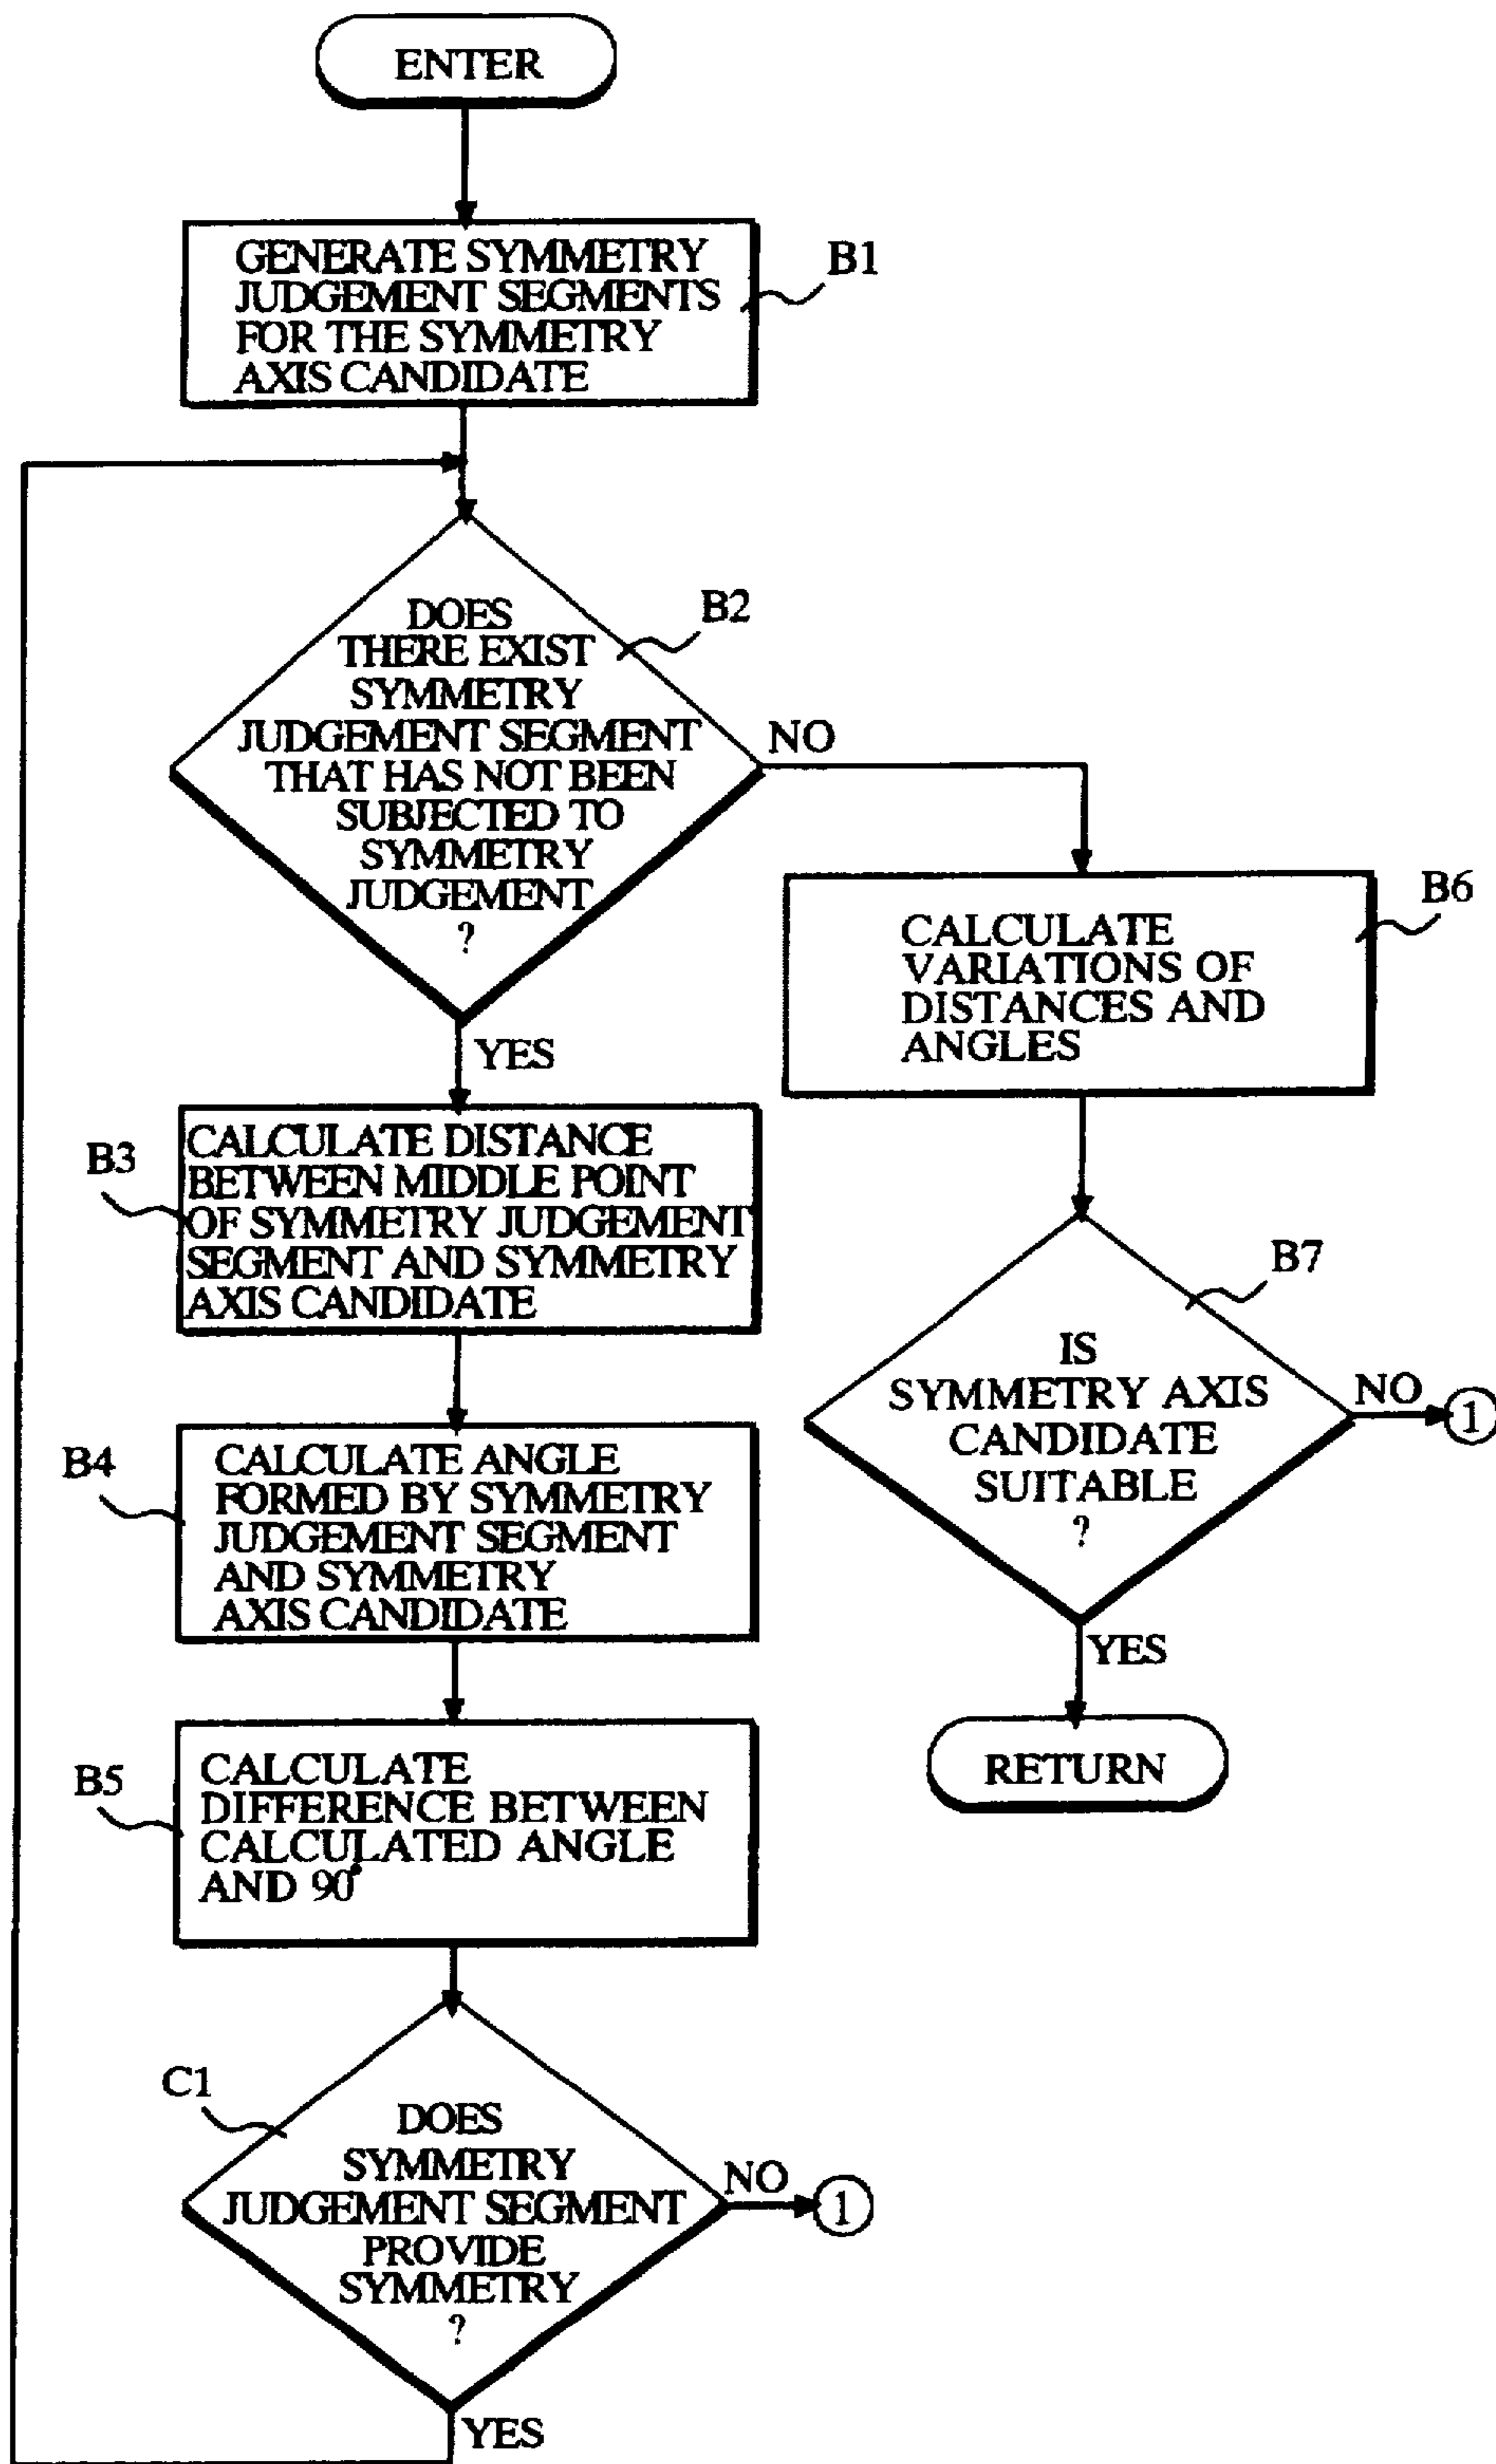 ENTER
GENERATE SYMMETRY
JUDGEMENT SEGMENTS
FOR THE SYMMETRY
AXIS CANDIDATE
B1
DOES
THERE EXIST
SYMMETRY
JUDGEMENT SEGMENT
THAT HAS NOT BEEN
SUBJECTED TO
SYMMETRY
JUDGEMENT
?
B2
NO
YES
CALCULATE
VARIATIONS OF
DISTANCES AND
ANGLES
B6
B3
CALCULATE DISTANCE
BETWEEN MIDDLE POINT
OF SYMMETRY JUDGEMENT
SEGMENT AND SYMMETRY
AXIS CANDIDATE
B7
IS
SYMMETRY AXIS
CANDIDATE
SUITABLE
?
NO
1
YES
RETURN
B4
CALCULATE ANGLE
FORMED BY SYMMETRY
JUDGEMENT SEGMENT
AND SYMMETRY
AXIS CANDIDATE
B5
CALCULATE
DIFFERENCE BETWEEN
CALCULATED ANGLE
AND 90°
C1
DOES
SYMMETRY
JUDGEMENT SEGMENT
PROVIDE
SYMMETRY
?
NO
1
YES